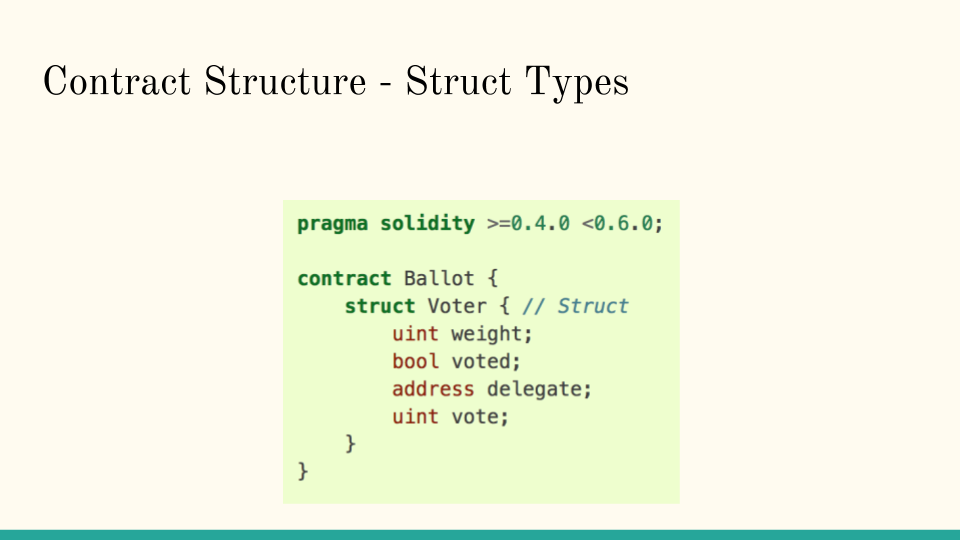 Contract Structure - Struct Types
pragma solidity >=0.4.0 <0.6.0;
contract Ballot {
    struct Voter { // Struct
        uint weight;
        bool voted;
        address delegate;
        uint vote;
    }
}